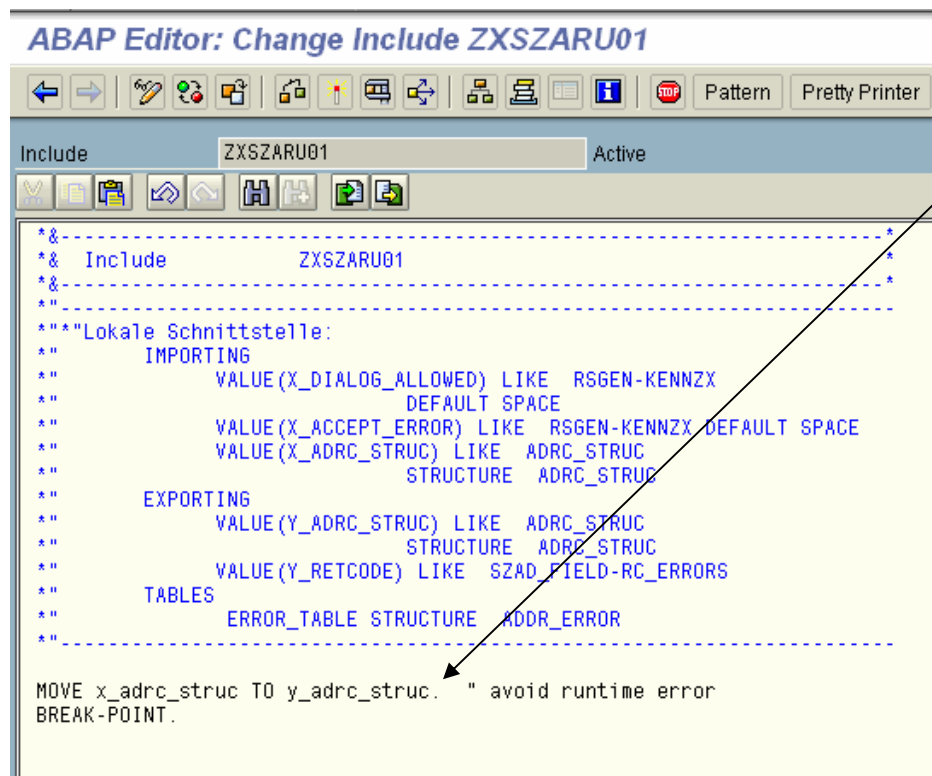 ABAP Editor: Change Include ZXSZARU01
STOP Pattern Pretty Printer
Include ZXSZARU01 Active
*&---------------------------------------------------------------------*
*&  Include           ZXSZARU01                                        *
*&---------------------------------------------------------------------*
*"----------------------------------------------------------------------
*"*"Lokale Schnittstelle:
*"       IMPORTING
*"             VALUE(X_DIALOG_ALLOWED) LIKE  RSGEN-KENNZX
*"                             DEFAULT SPACE
*"             VALUE(X_ACCEPT_ERROR) LIKE  RSGEN-KENNZX DEFAULT SPACE
*"             VALUE(X_ADRC_STRUC) LIKE  ADRC_STRUC
*"                             STRUCTURE  ADRC_STRUC
*"       EXPORTING
*"             VALUE(Y_ADRC_STRUC) LIKE  ADRC_STRUC
*"                             STRUCTURE  ADRC_STRUC
*"             VALUE(Y_RETCODE) LIKE  SZAD_FIELD-RC_ERRORS
*"       TABLES
*"              ERROR_TABLE STRUCTURE  ADDR_ERROR
*"----------------------------------------------------------------------
MOVE x_adrc_struc TO y_adrc_struc.  " avoid runtime error
BREAK-POINT.